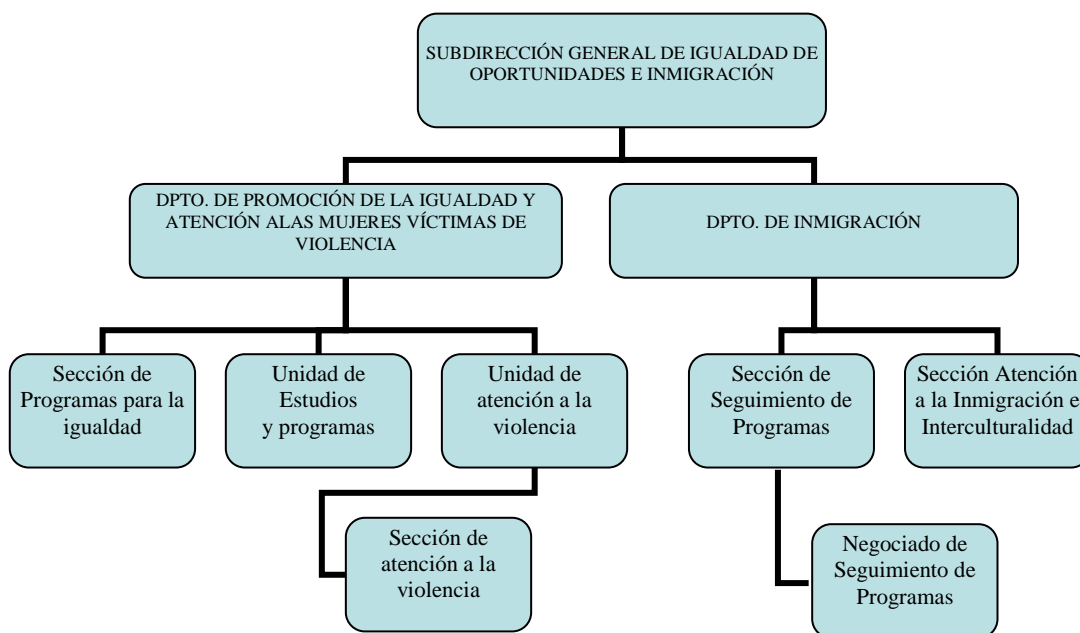 SUBDIRECCIÓN GENERAL DE IGUALDAD DE
OPORTUNIDADES E INMIGRACIÓN
DPTO. DE PROMOCIÓN DE LA IGUALDAD Y
ATENCIÓN ALAS MUJERES VÍCTIMAS DE
VIOLENCIA
DPTO. DE INMIGRACIÓN
Sección de
Programas para la
igualdad
Unidad de
Estudios
y programas
Unidad de
atención a la
violencia
Sección de
Seguimiento de
Programas
Sección Atención
a la Inmigración e
Interculturalidad
Sección de
atención a la
violencia
Negociado de
Seguimiento de
Programas